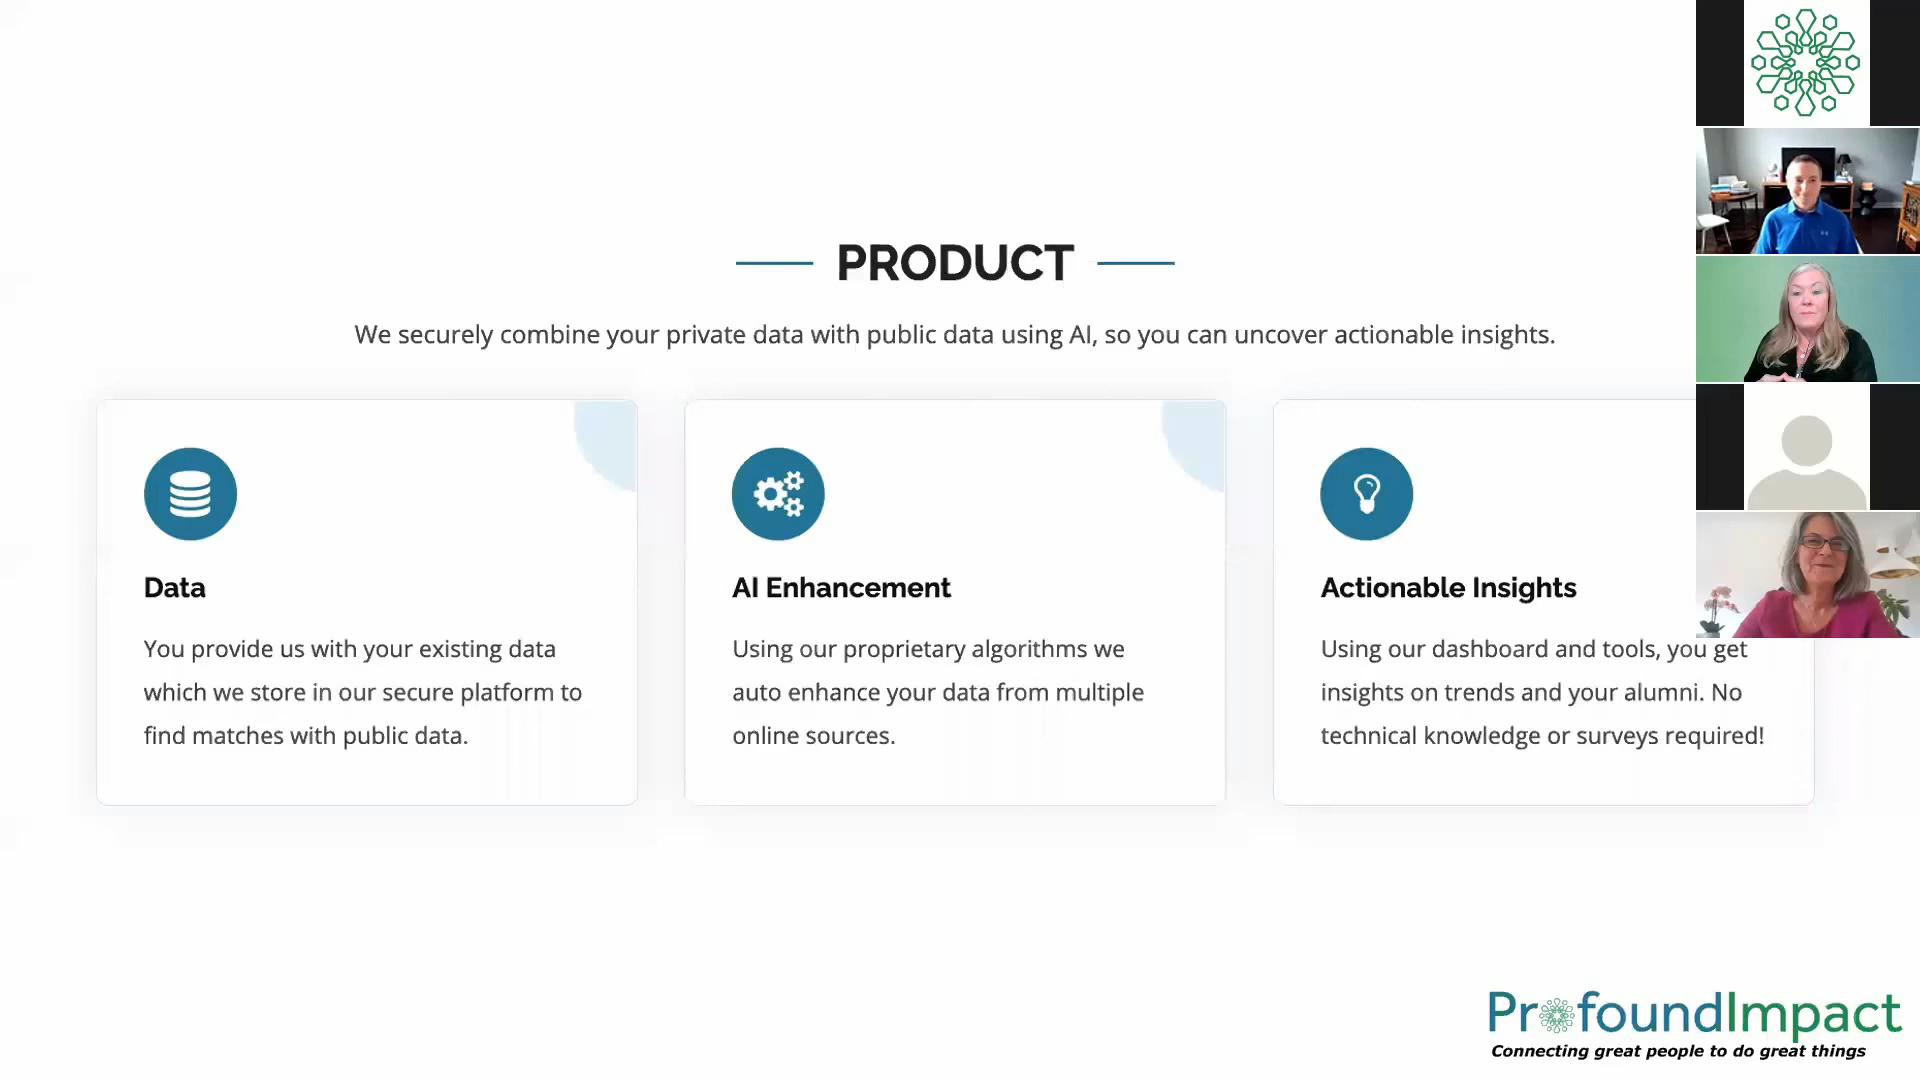 PRODUCT
We securely combine your private data with public data using AI, so you can uncover actionable insights.
Data
You provide us with your existing data
which we store in our secure platform to
find matches with public data.
AI Enhancement
Using our proprietary algorithms we
auto enhance your data from multiple
online sources.
Actionable Insights
Using our dashboard and tools, you get
insights on trends and your alumni. No
technical knowledge or surveys required!
ProfoundImpact
Connecting great people to do great things